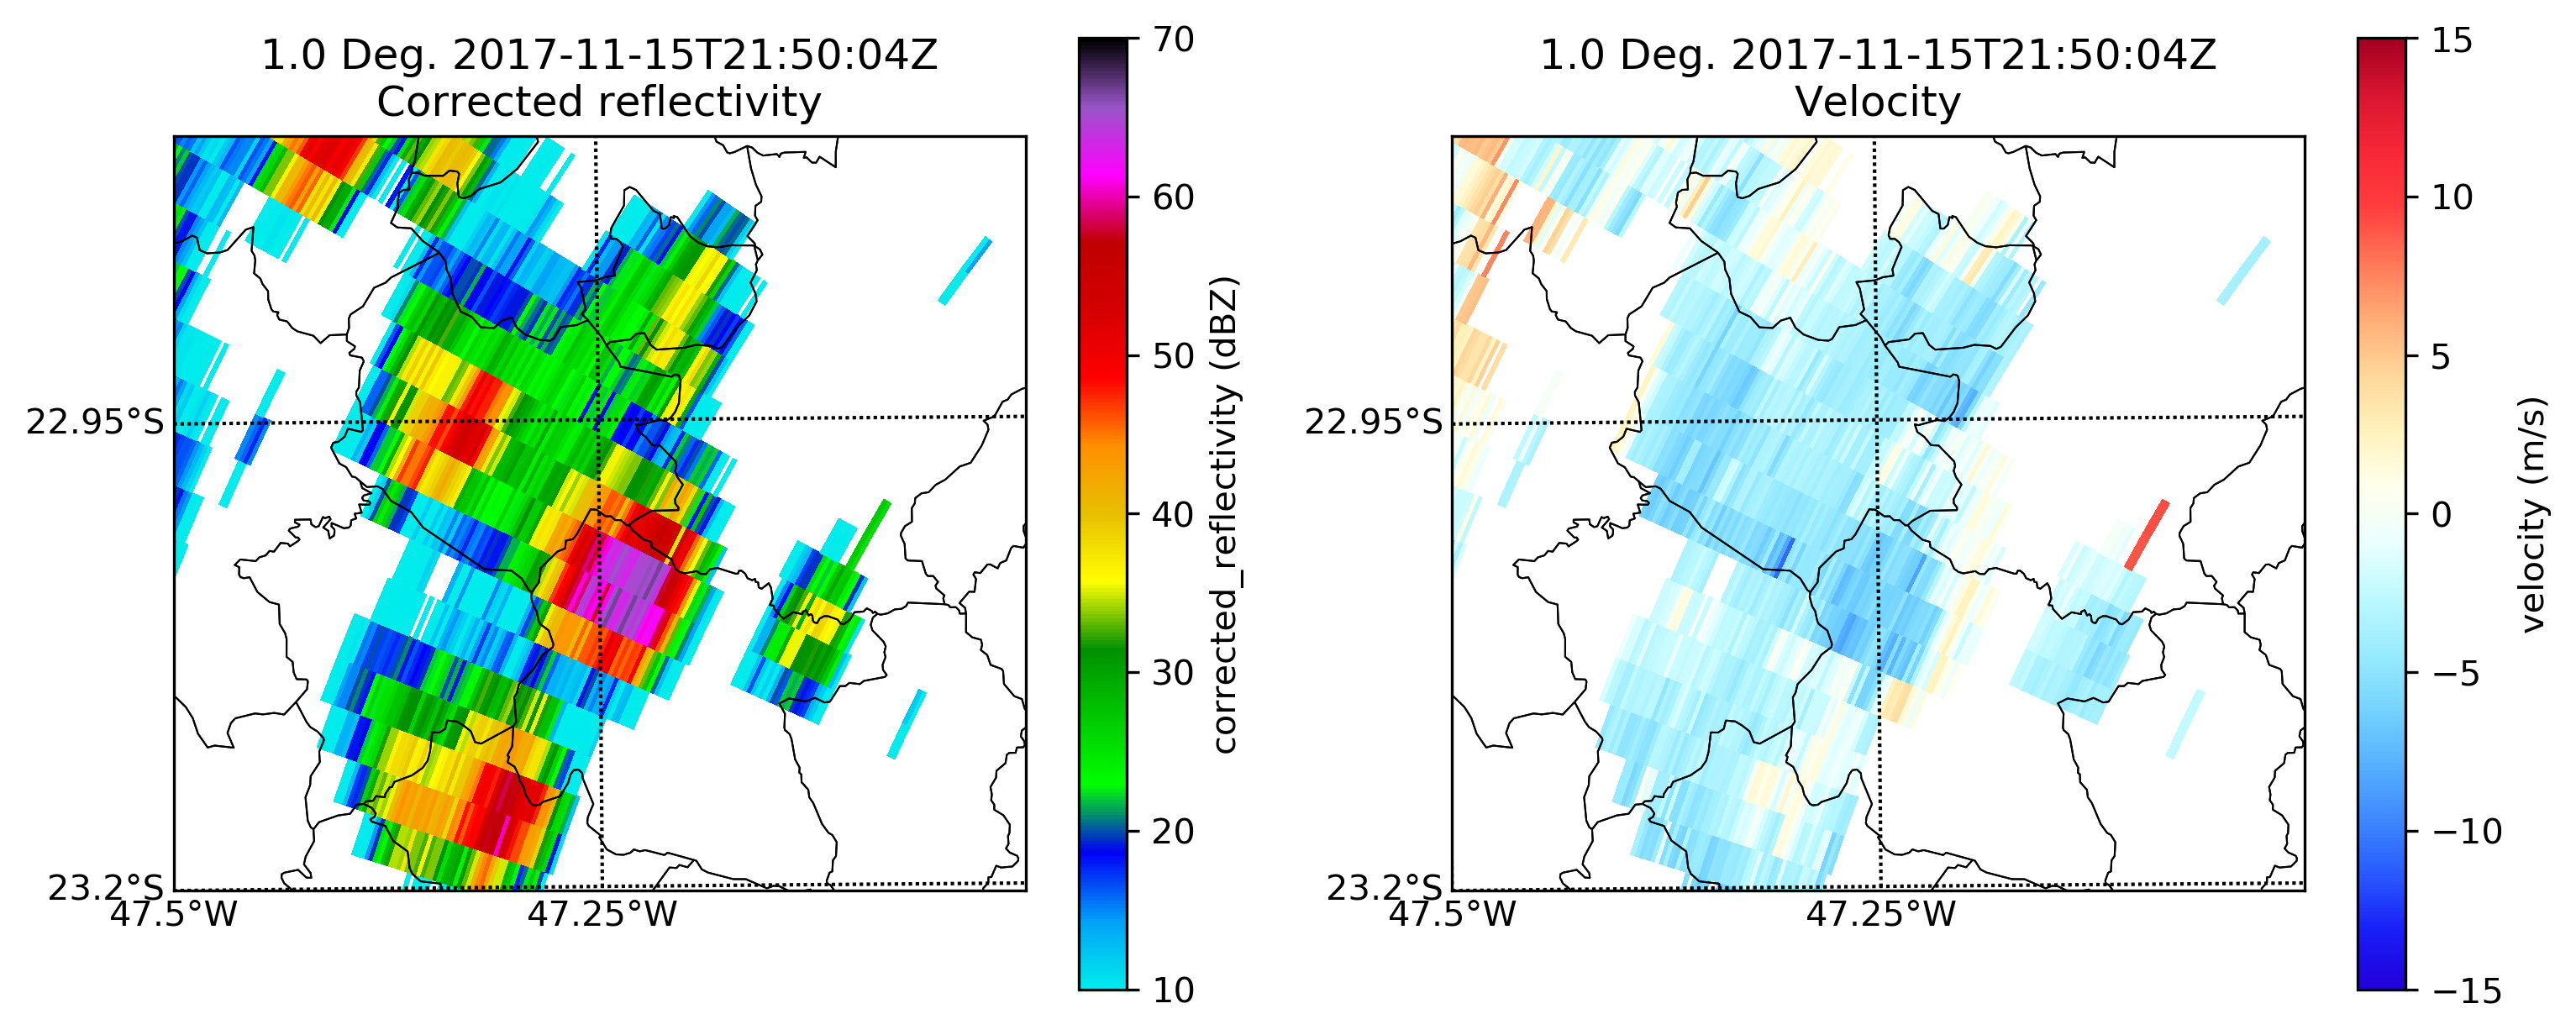 1.0 Deg. 2017-11-15T21:50:04Z
Corrected reflectivity
22.95°S
23.2°S
47.5°W
47.25°W
70
60
50
40
30
20
10
corrected_reflectivity (dBZ)
1.0 Deg. 2017-11-15T21:50:04Z
Velocity
22.95°S
23.2°S
47.5°W
47.25°W
15
10
5
0
−5
−10
−15
velocity (m/s)